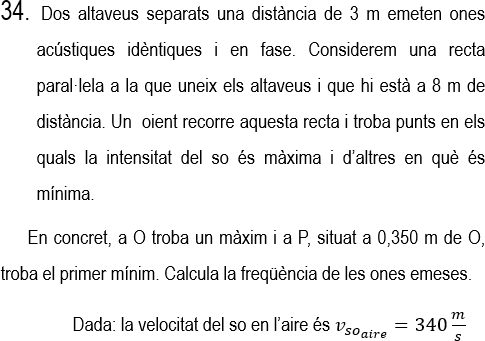 34. Dos altaveus separats una distància de 3 m emeten ones
acústiques idèntiques i en fase. Considerem una recta
paral·lela a la que uneix els altaveus i que hi està a 8 m de
distància. Un oient recorre aquesta recta i troba punts en els
quals la intensitat del so és màxima i d'altres en què és
mínima.
En concret, a O troba un màxim i a P, situat a 0,350 m de O,
troba el primer mínim. Calcula la freqüència de les ones emeses.
Dada: la velocitat del so en l'aire és v_{so_{aire}} = 340 \frac{m}{s}